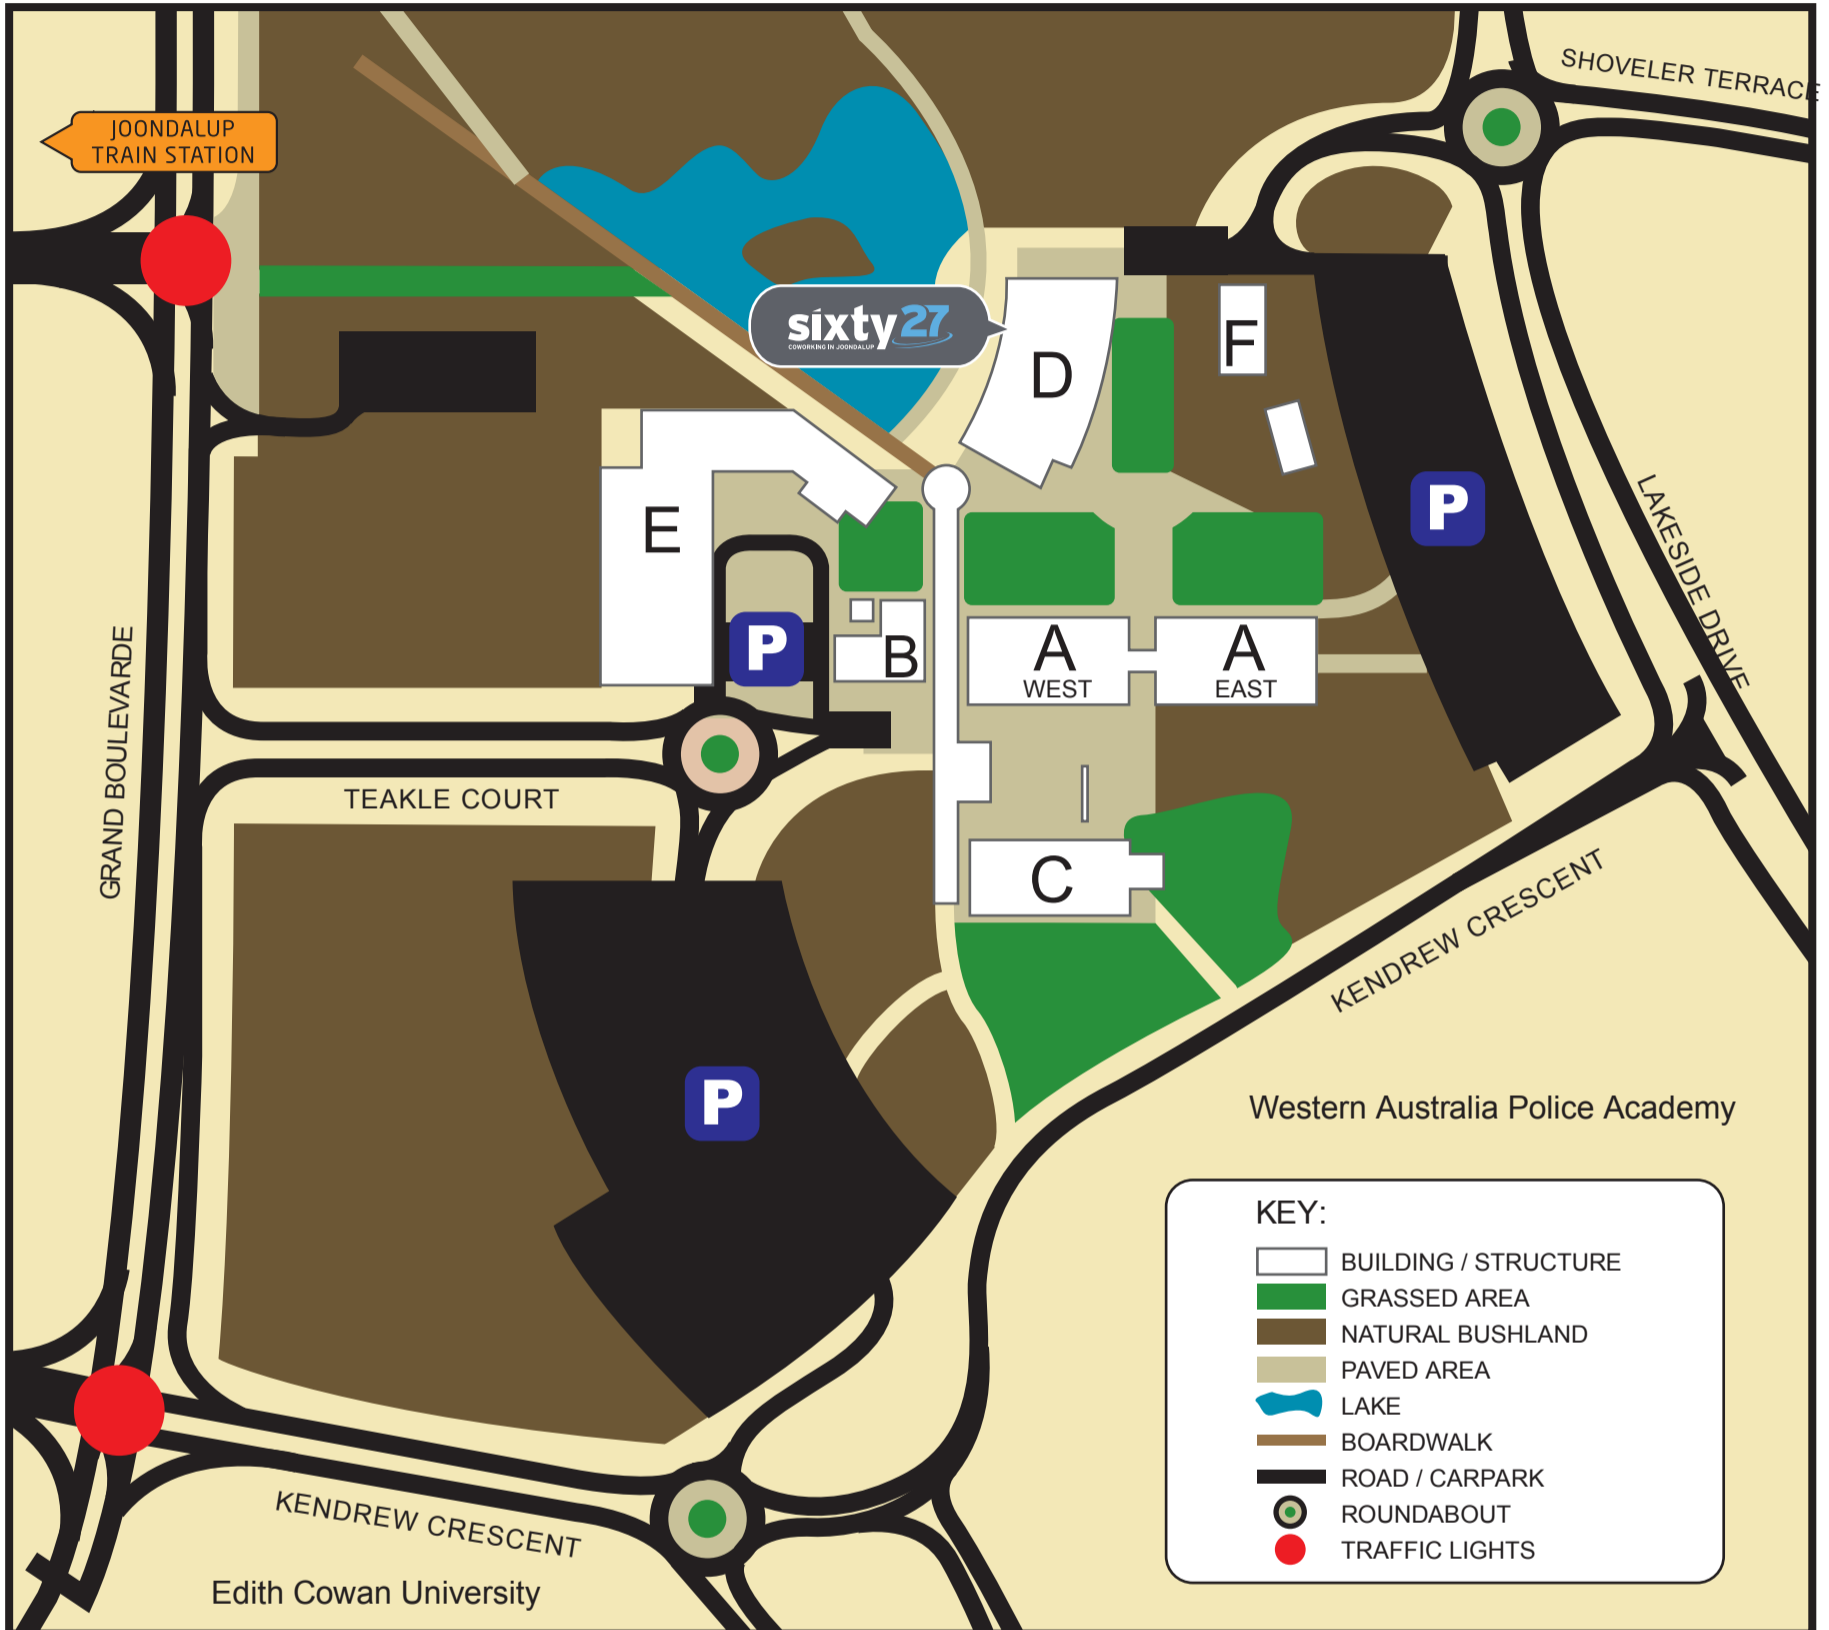 SHOVELER TERRACE
JOONDALUP
TRAIN STATION
sixty27
COWORKING IN JOONDALUP
D
F
E
P
LAKESIDE DRIVE
P
B
A
WEST
A
EAST
GRAND BOULEVARDE
TEAKLE COURT
C
KENDREW CRESCENT
P
Western Australia Police Academy
KEY:
BUILDING / STRUCTURE
GRASSED AREA
NATURAL BUSHLAND
PAVED AREA
LAKE
BOARDWALK
ROAD / CARPARK
ROUNDABOUT
TRAFFIC LIGHTS
KENDREW CRESCENT
Edith Cowan University